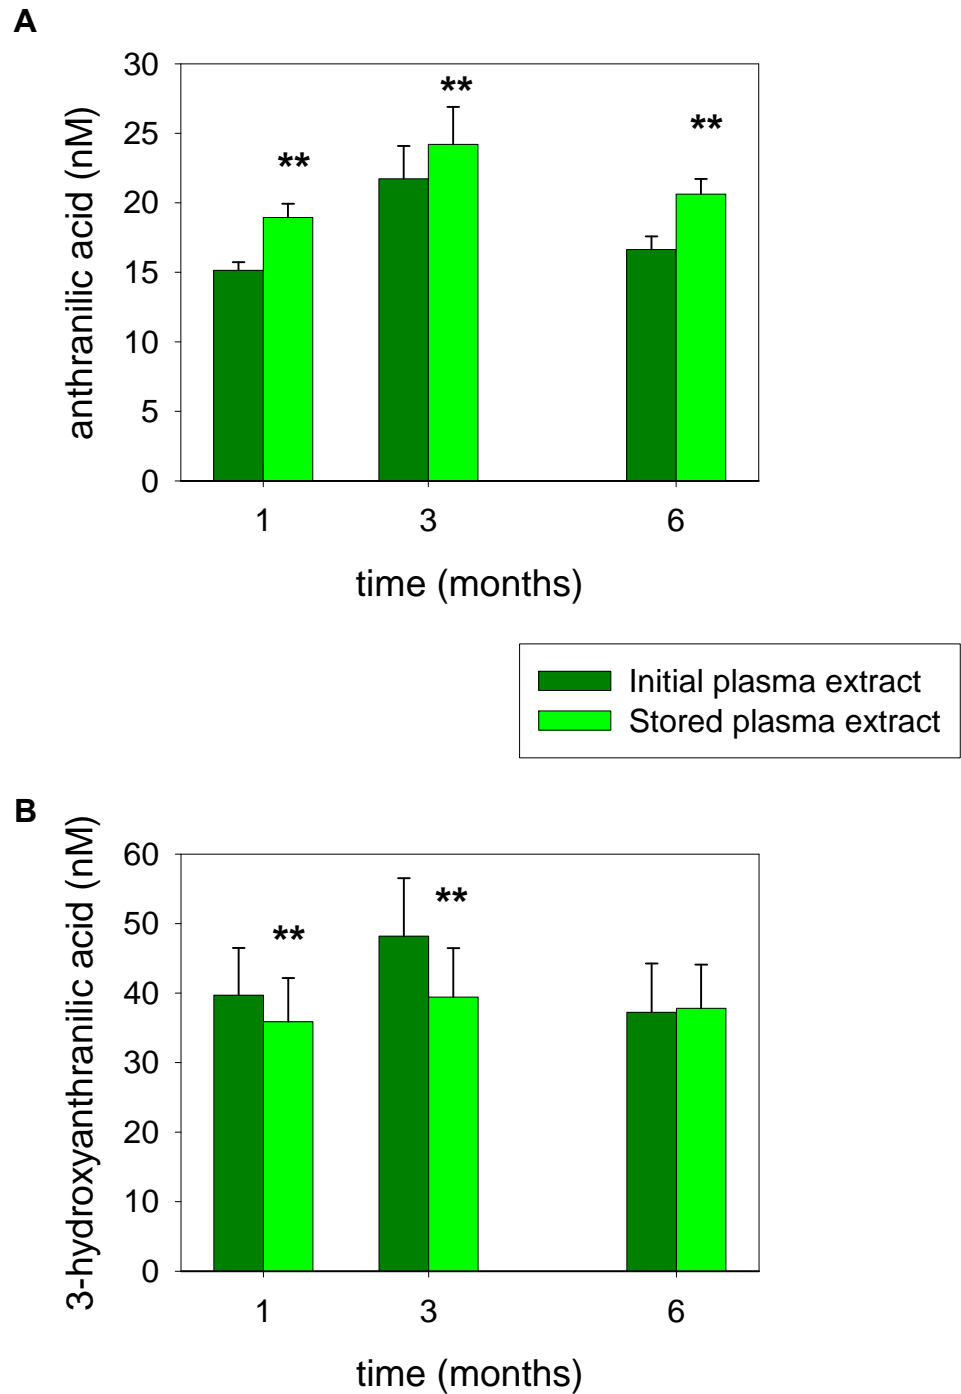 A
30
25
20
15
10
5
0
anthranilic acid (nM)
**
**
**
1 3 6
time (months)
Initial plasma extract
Stored plasma extract
B
60
50
40
30
20
10
0
3-hydroxyanthranilic acid (nM)
**
**
1 3 6
time (months)